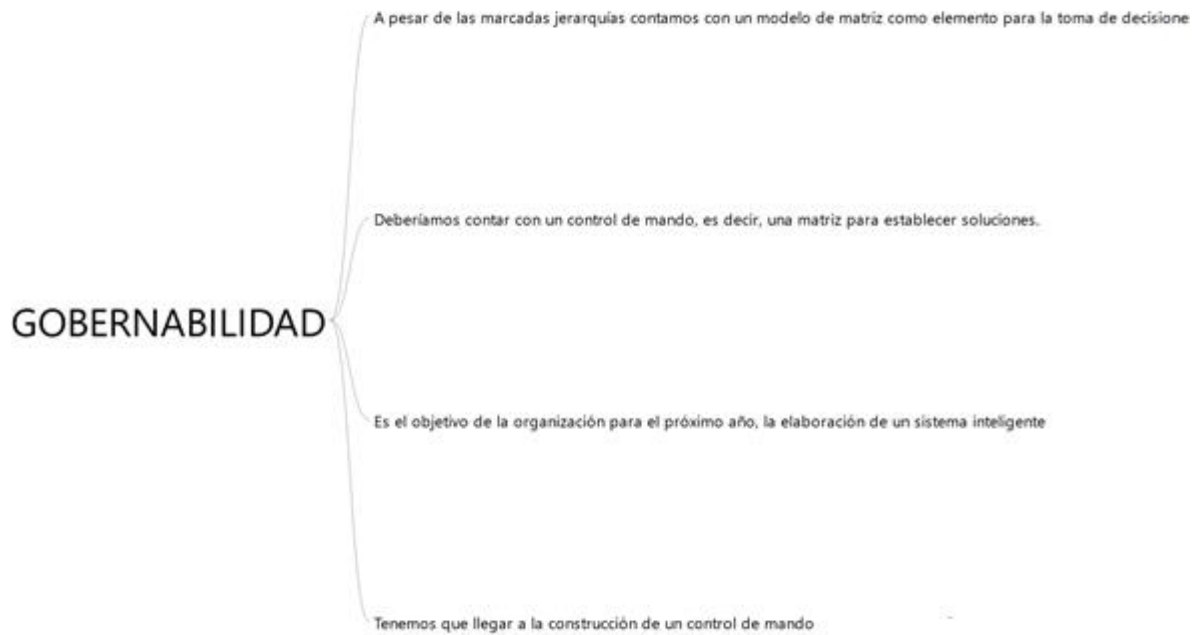 A pesar de las marcadas jerarquías contamos con un modelo de matriz como elemento para la toma de decisione
Deberíamos contar con un control de mando, es decir, una matriz para establecer soluciones.
GOBERNABILIDAD
Es el objetivo de la organización para el próximo año, la elaboración de un sistema inteligente
Tenemos que llegar a la construcción de un control de mando